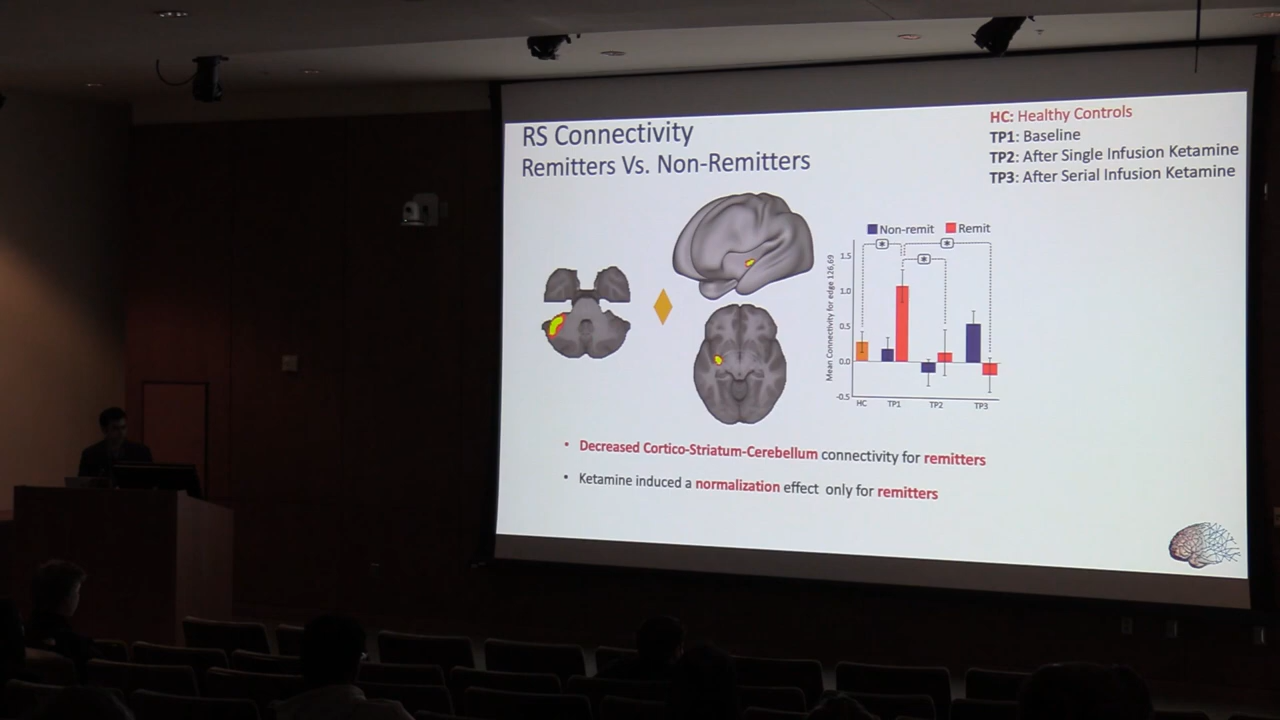 RS Connectivity
Remitters Vs. Non-Remitters
HC: Healthy Controls
TP1: Baseline
TP2: After Single Infusion Ketamine
TP3: After Serial Infusion Ketamine
Non-remit Remit
* *
*
Mean Connectivity for edge 126,69
1.5
1.0
0.5
0.0
-0.5
HC TP1 TP2 TP3
• Decreased Cortico-Striatum-Cerebellum connectivity for remitters
• Ketamine induced a normalization effect only for remitters